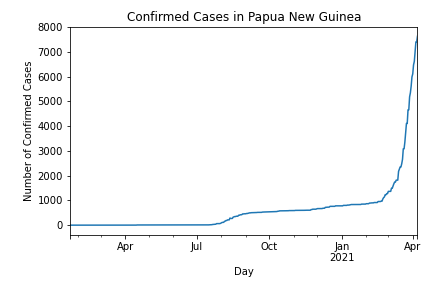 Confirmed Cases in Papua New Guinea
8000
7000
6000
5000
4000
3000
2000
1000
0
Number of Confirmed Cases
Apr Jul Oct Jan Apr
2021
Day